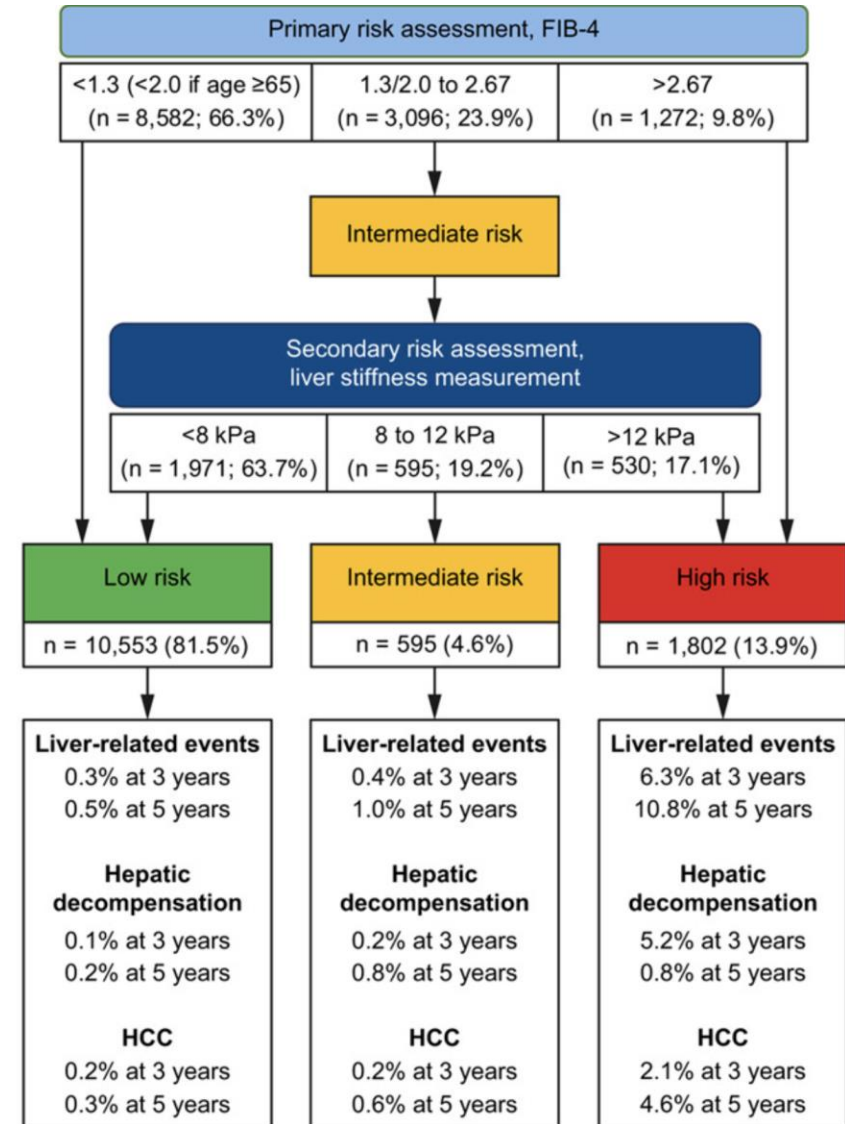 Primary risk assessment, FIB-4
<1.3 (<2.0 if age ≥65)
(n = 8,582; 66.3%)
1.3/2.0 to 2.67
(n = 3,096; 23.9%)
>2.67
(n = 1,272; 9.8%)
Intermediate risk
Secondary risk assessment,
liver stiffness measurement
<8 kPa
(n = 1,971; 63.7%)
8 to 12 kPa
(n = 595; 19.2%)
>12 kPa
(n = 530; 17.1%)
Low risk
n = 10,553 (81.5%)
Intermediate risk
n = 595 (4.6%)
High risk
n = 1,802 (13.9%)
Liver-related events
0.3% at 3 years
0.5% at 5 years
Hepatic
decompensation
0.1% at 3 years
0.2% at 5 years
HCC
0.2% at 3 years
0.3% at 5 years
Liver-related events
0.4% at 3 years
1.0% at 5 years
Hepatic
decompensation
0.2% at 3 years
0.8% at 5 years
HCC
0.2% at 3 years
0.6% at 5 years
Liver-related events
6.3% at 3 years
10.8% at 5 years
Hepatic
decompensation
5.2% at 3 years
0.8% at 5 years
HCC
2.1% at 3 years
4.6% at 5 years